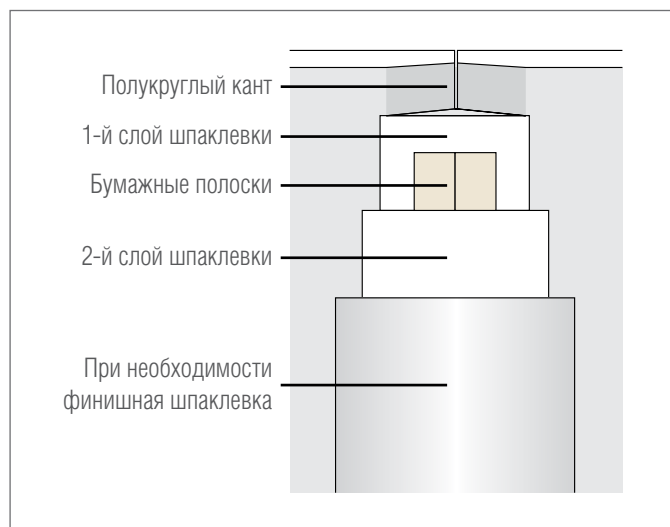 Полукруглый кант
1-й слой шпаклевки
Бумажные полоски
2-й слой шпаклевки
При необходимости
финишная шпаклевка